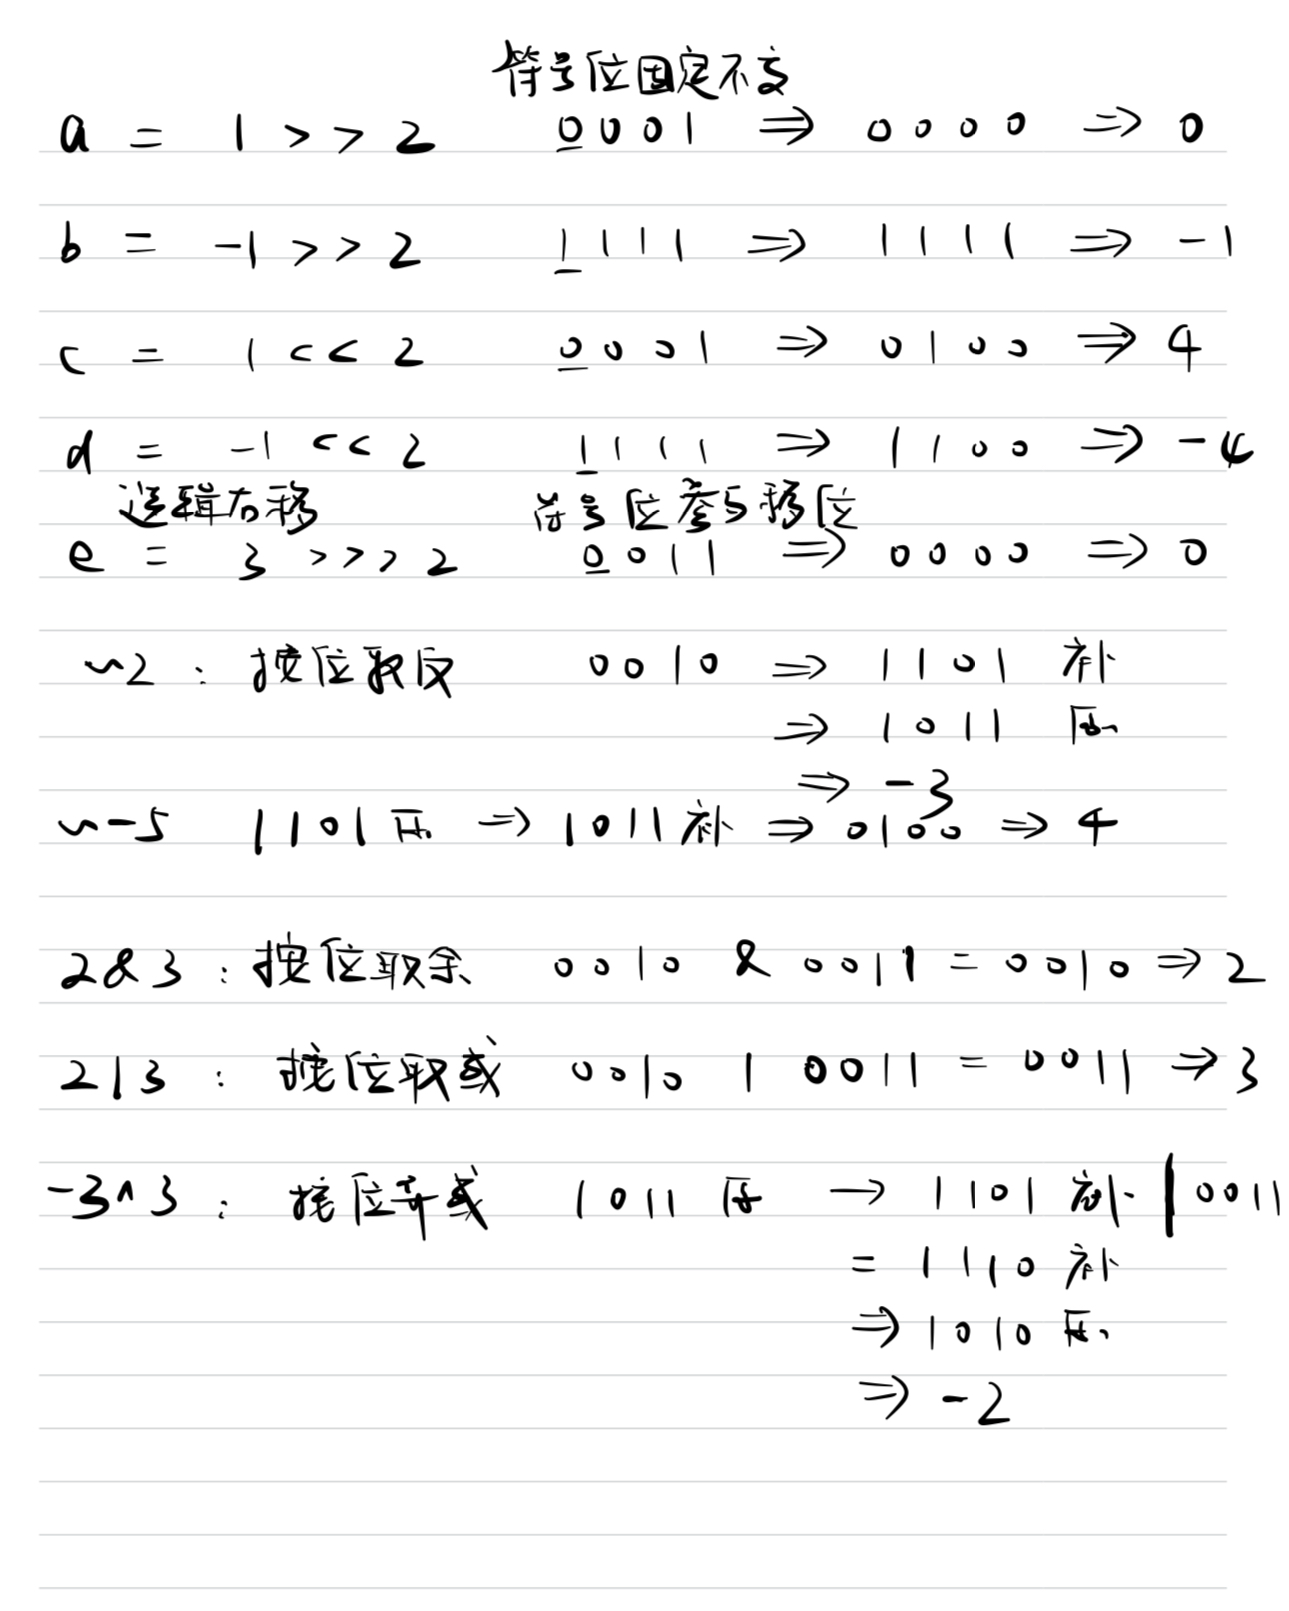 符号位固定不变
a = 1 >> 2 0001 ⇒ 0000 ⇒ 0
b = -1 >> 2 1111 ⇒ 1111 ⇒ -1
c = 1 << 2 0001 ⇒ 0100 ⇒ 4
d = -1 << 2 1111 ⇒ 1100 ⇒ -4
逻辑右移 符号位参与移位
e = 3 >>> 2 0011 ⇒ 0000 ⇒ 0
~2 : 按位取反 0010 ⇒ 1101 补
⇒ 1011 原
⇒ -3
~-5 1101 原 ⇒ 1011 补 ⇒ 0100 ⇒ 4
2&3 : 按位取余 0010 & 0011 = 0010 ⇒ 2
2|3 : 按位取或 0010 | 0011 = 0011 ⇒ 3
-3^3 : 按位异或 1011 原 → 1101 补 | 0011
= 1110 补
⇒ 1010 原
⇒ -2